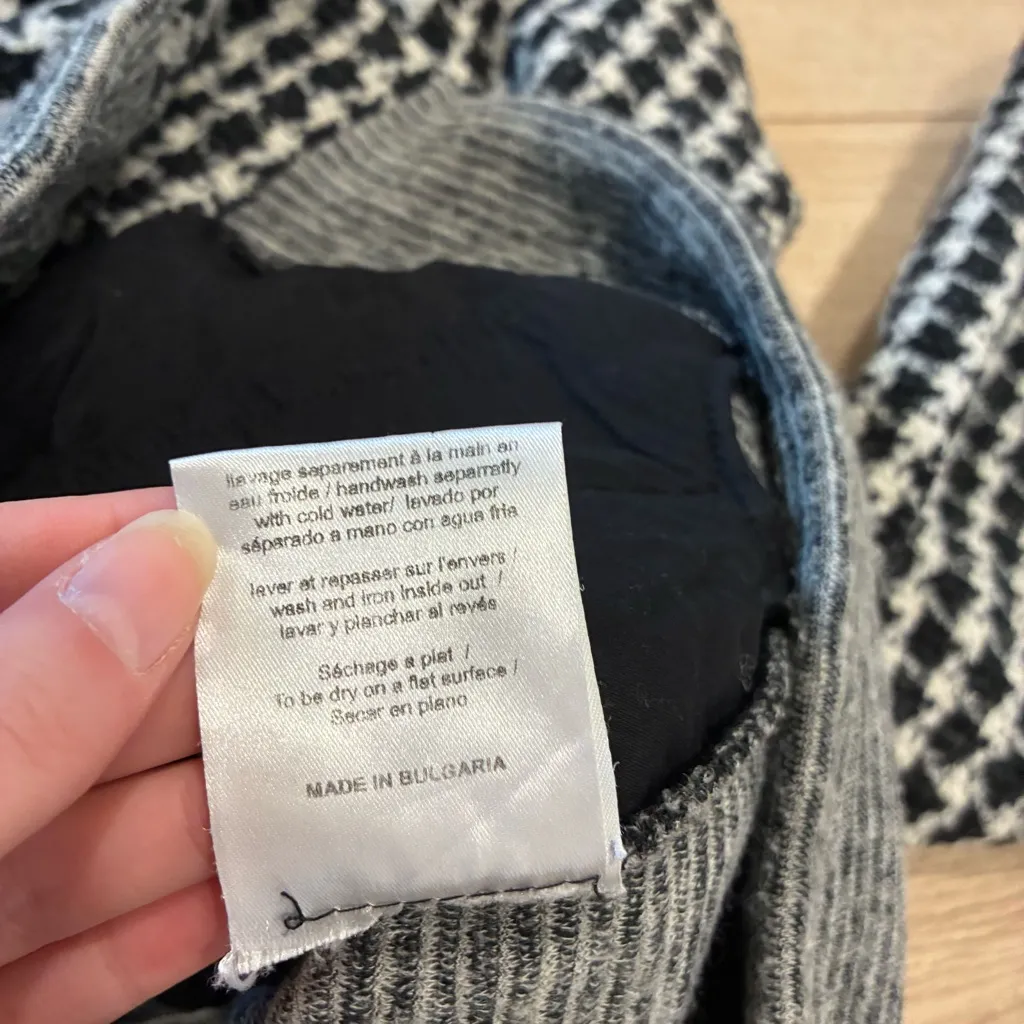 lavage séparement à la main en
eau froide / handwash separratly
with cold water/ lavado por
séparado a mano con agua fria
laver et repasser sur l'envers /
wash and iron inside out /
lavar y planchar al revés
Séchage a plat /
To be dry on a flat surface /
Secar en plano
MADE IN BULGARIA